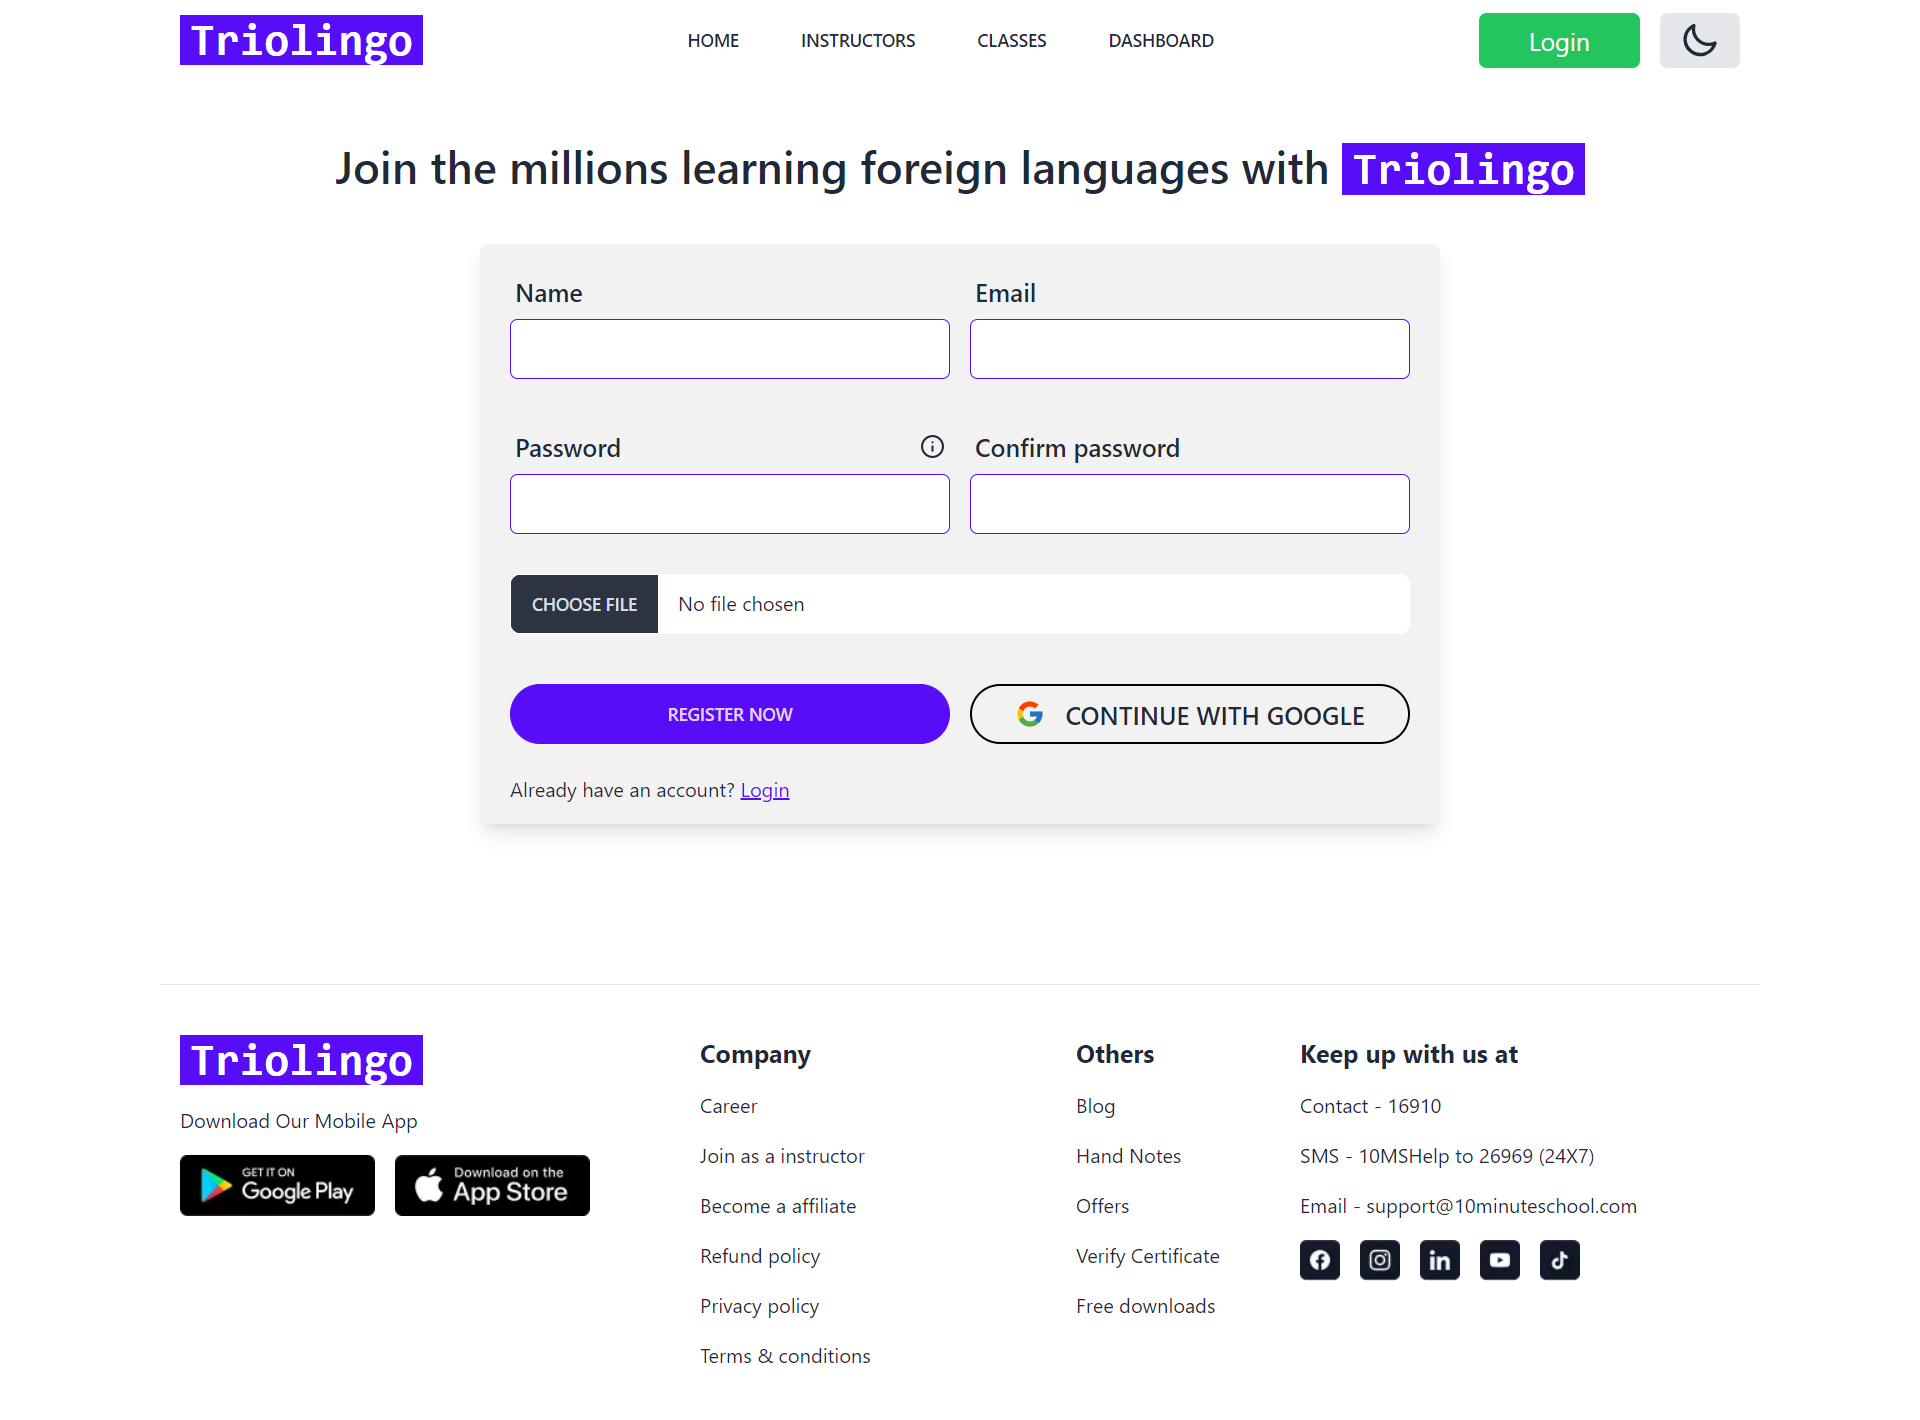 Triolingo
HOME
INSTRUCTORS
CLASSES
DASHBOARD
Login
Join the millions learning foreign languages with Triolingo
Name
Email
Password
Confirm password
CHOOSE FILE
No file chosen
REGISTER NOW
CONTINUE WITH GOOGLE
Already have an account? Login
Triolingo
Download Our Mobile App
GET IT ON
Google Play
Download on the
App Store
Company
Career
Join as a instructor
Become a affiliate
Refund policy
Privacy policy
Terms & conditions
Others
Blog
Hand Notes
Offers
Verify Certificate
Free downloads
Keep up with us at
Contact - 16910
SMS - 10MSHelp to 26969 (24X7)
Email - support@10minuteschool.com